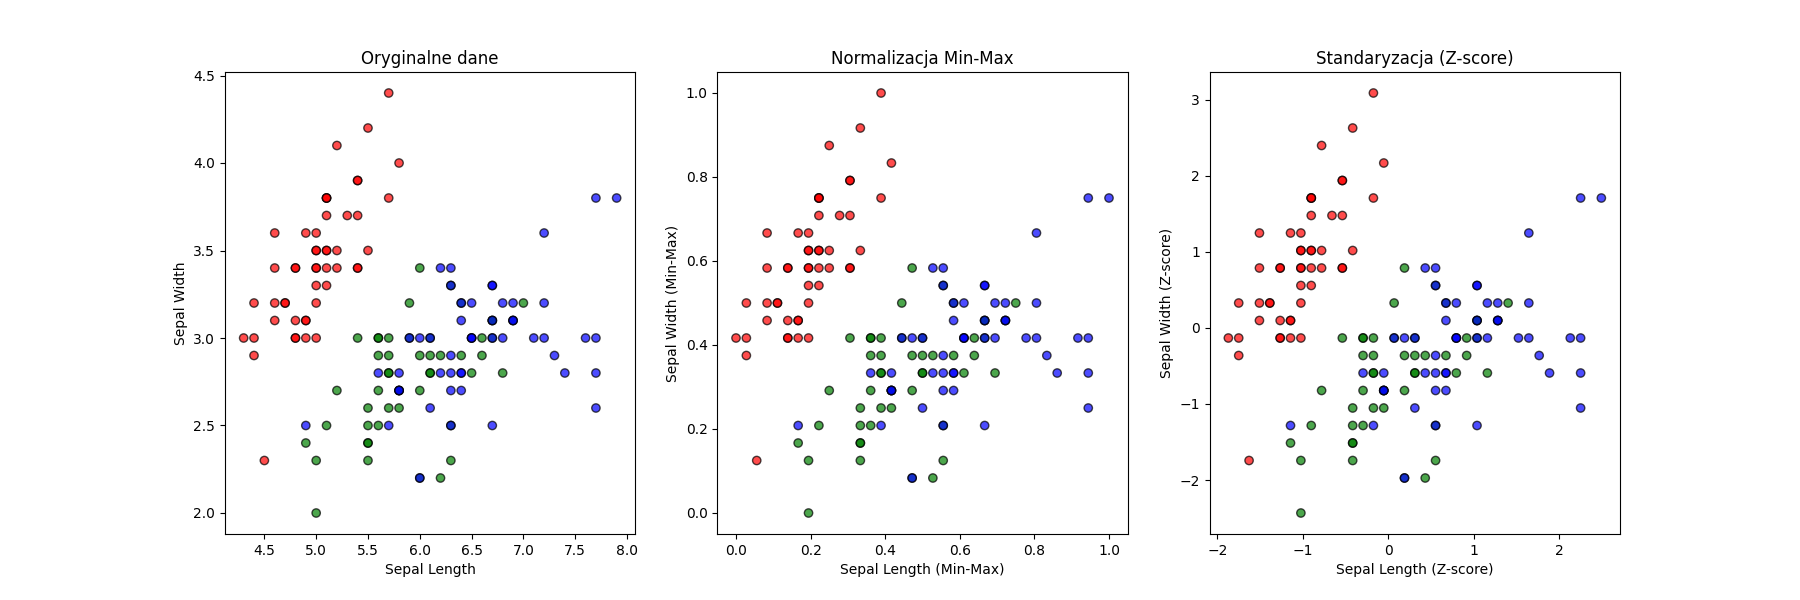 Oryginalne dane
4.5
4.0
3.5
3.0
2.5
2.0
Sepal Width
4.5 5.0 5.5 6.0 6.5 7.0 7.5 8.0
Sepal Length
Normalizacja Min-Max
1.0
0.8
0.6
0.4
0.2
0.0
Sepal Width (Min-Max)
0.0 0.2 0.4 0.6 0.8 1.0
Sepal Length (Min-Max)
Standaryzacja (Z-score)
3
2
1
0
−1
−2
Sepal Width (Z-score)
−2 −1 0 1 2
Sepal Length (Z-score)